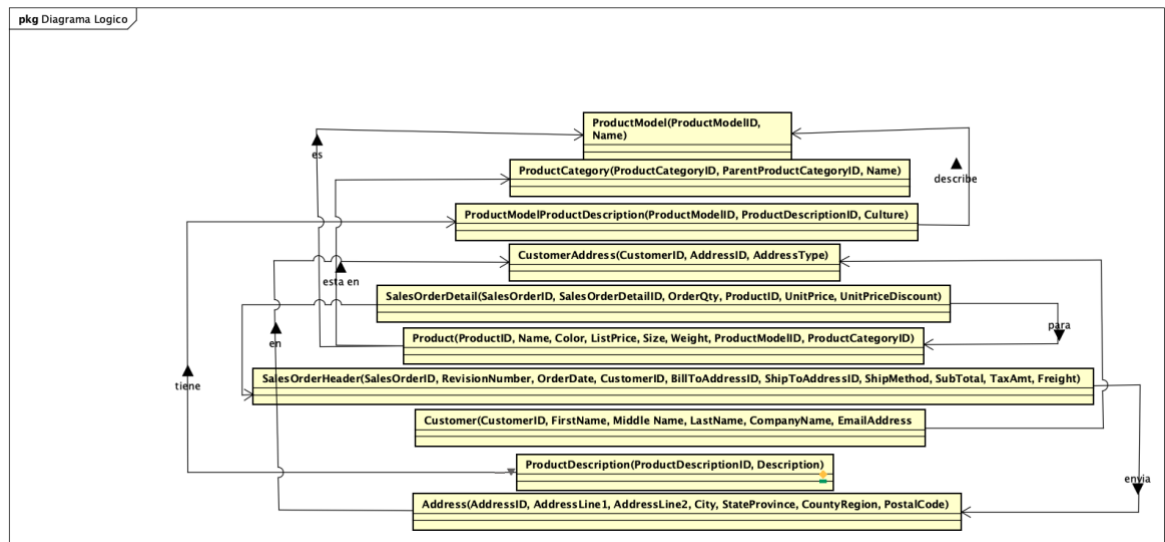 pkg Diagrama Logico
ProductModel(ProductModelID,
Name)
es
ProductCategory(ProductCategoryID, ParentProductCategoryID, Name)
describe
ProductModelProductDescription(ProductModelID, ProductDescriptionID, Culture)
CustomerAddress(CustomerID, AddressID, AddressType)
esta en
SalesOrderDetail(SalesOrderID, SalesOrderDetailID, OrderQty, ProductID, UnitPrice, UnitPriceDiscount)
para
Product(ProductID, Name, Color, ListPrice, Size, Weight, ProductModelID, ProductCategoryID)
en
SalesOrderHeader(SalesOrderID, RevisionNumber, OrderDate, CustomerID, BillToAddressID, ShipToAddressID, ShipMethod, SubTotal, TaxAmt, Freight)
tiene
Customer(CustomerID, FirstName, Middle Name, LastName, CompanyName, EmailAddress
ProductDescription(ProductDescriptionID, Description)
envia
Address(AddressID, AddressLine1, AddressLine2, City, StateProvince, CountyRegion, PostalCode)